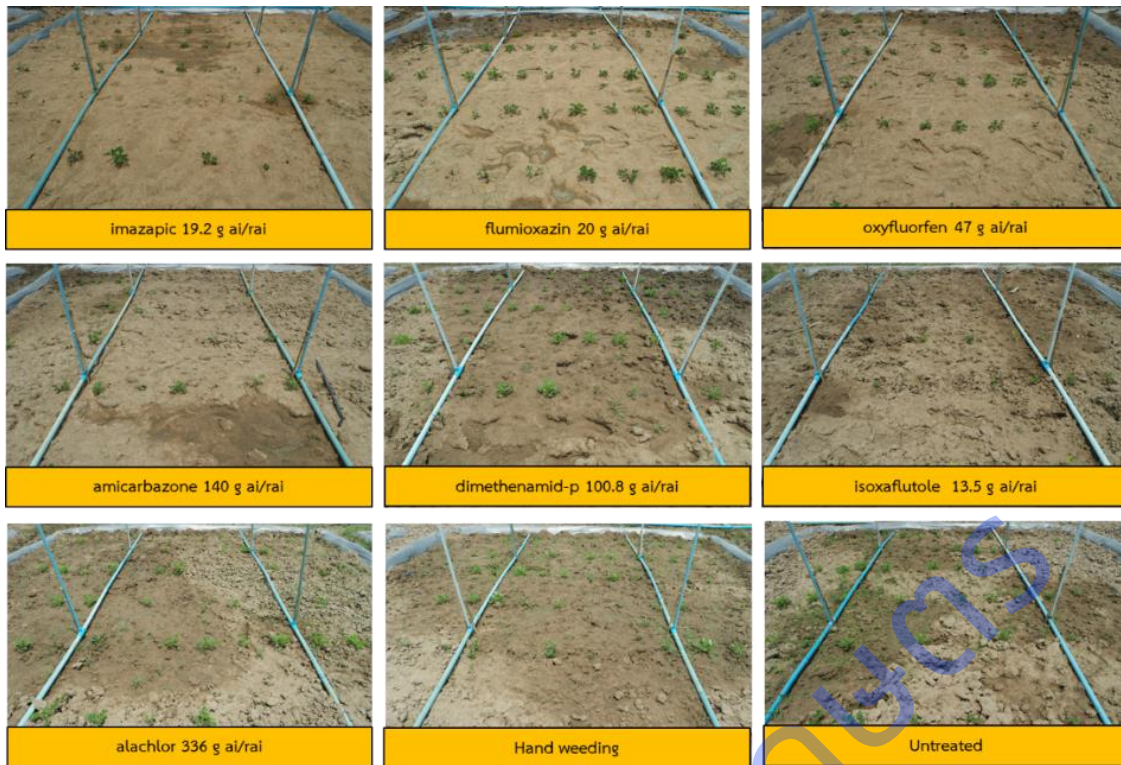 imazapic 19.2 g ai/rai
flumioxazin 20 g ai/rai
oxyfluorfen 47 g ai/rai
amicarbazone 140 g ai/rai
dimethenamid-p 100.8 g ai/rai
isoxaflutole 13.5 g ai/rai
alachlor 336 g ai/rai
Hand weeding
Untreated